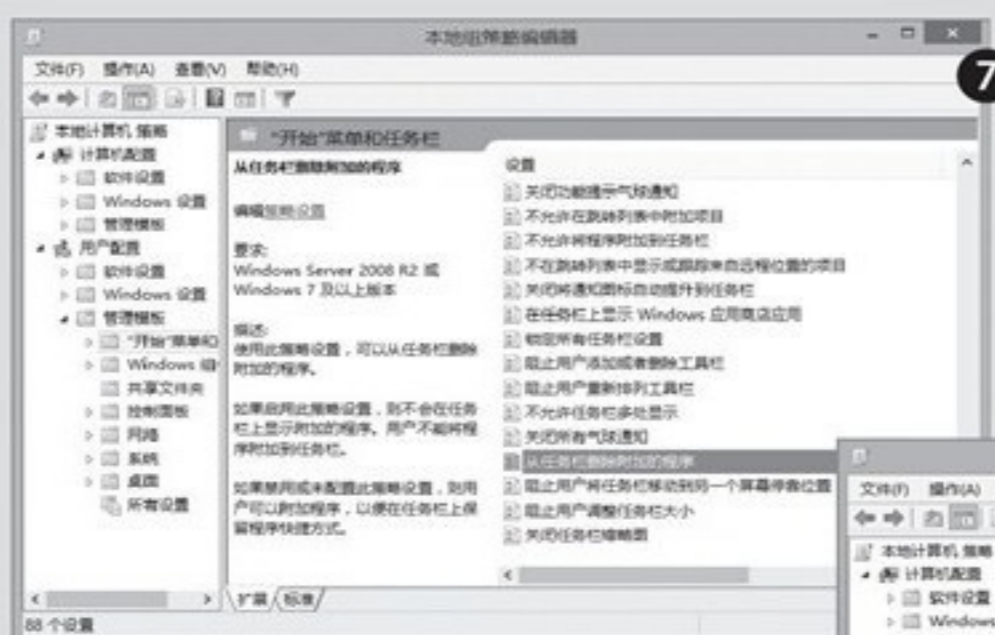 本地组策略编辑器
文件(F) 操作(A) 查看(V) 帮助(H)
7
本地计算机 策略
计算机配置
软件设置
Windows 设置
管理模板
用户配置
软件设置
Windows 设置
管理模板
"开始"菜单和
Windows 组
共享文件夹
控制面板
网络
系统
桌面
所有设置
"开始"菜单和任务栏
从任务栏删除附加的程序
编辑策略设置
要求:
Windows Server 2008 R2 或
Windows 7 及以上版本
描述:
使用此策略设置，可以从任务栏删除
附加的程序。
如果启用此策略设置，则不会在任务
栏上显示附加的程序。用户不能将程
序附加到任务栏。
如果禁用或未配置此策略设置，则用
户可以附加程序，以便在任务栏上保
留程序快捷方式。
设置
关闭功能提示气球通知
不允许在跳转列表中附加项目
不允许将程序附加到任务栏
不在跳转列表中显示或跟踪来自远程位置的项目
关闭将通知图标自动提升到任务栏
在任务栏上显示 Windows 应用商店应用
锁定所有任务栏设置
阻止用户添加或者删除工具栏
阻止用户重新排列工具栏
不允许任务栏多处显示
关闭所有气球通知
从任务栏删除附加的程序
阻止用户将任务栏移动到另一个屏幕停靠位置
阻止用户调整任务栏大小
关闭任务栏缩略图
扩展 标准
88 个设置
文件(F) 操作(A)
本地计算机 策略
计算机配置
软件设置
Windows